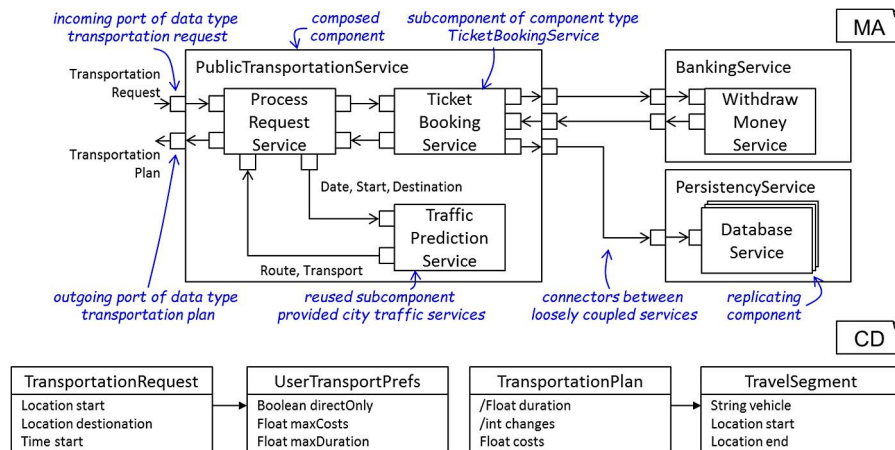 incoming port of data type
transportation request
composed
component
subcomponent of component type
TicketBookingService
MA
PublicTransportationService
BankingService
Transportation
Request
Process
Request
Service
Ticket
Booking
Service
Withdraw
Money
Service
Transportation
Plan
Date, Start, Destination
PersistencyService
Traffic
Prediction
Service
Database
Service
Route, Transport
outgoing port of data type
transportation plan
reused subcomponent
provided city traffic services
connectors between
loosely coupled services
replicating
component
CD
TransportationRequest
Location start
Location destionation
Time start
UserTransportPrefs
Boolean directOnly
Float maxCosts
Float maxDuration
TransportationPlan
/Float duration
/int changes
Float costs
TravelSegment
String vehicle
Location start
Location end